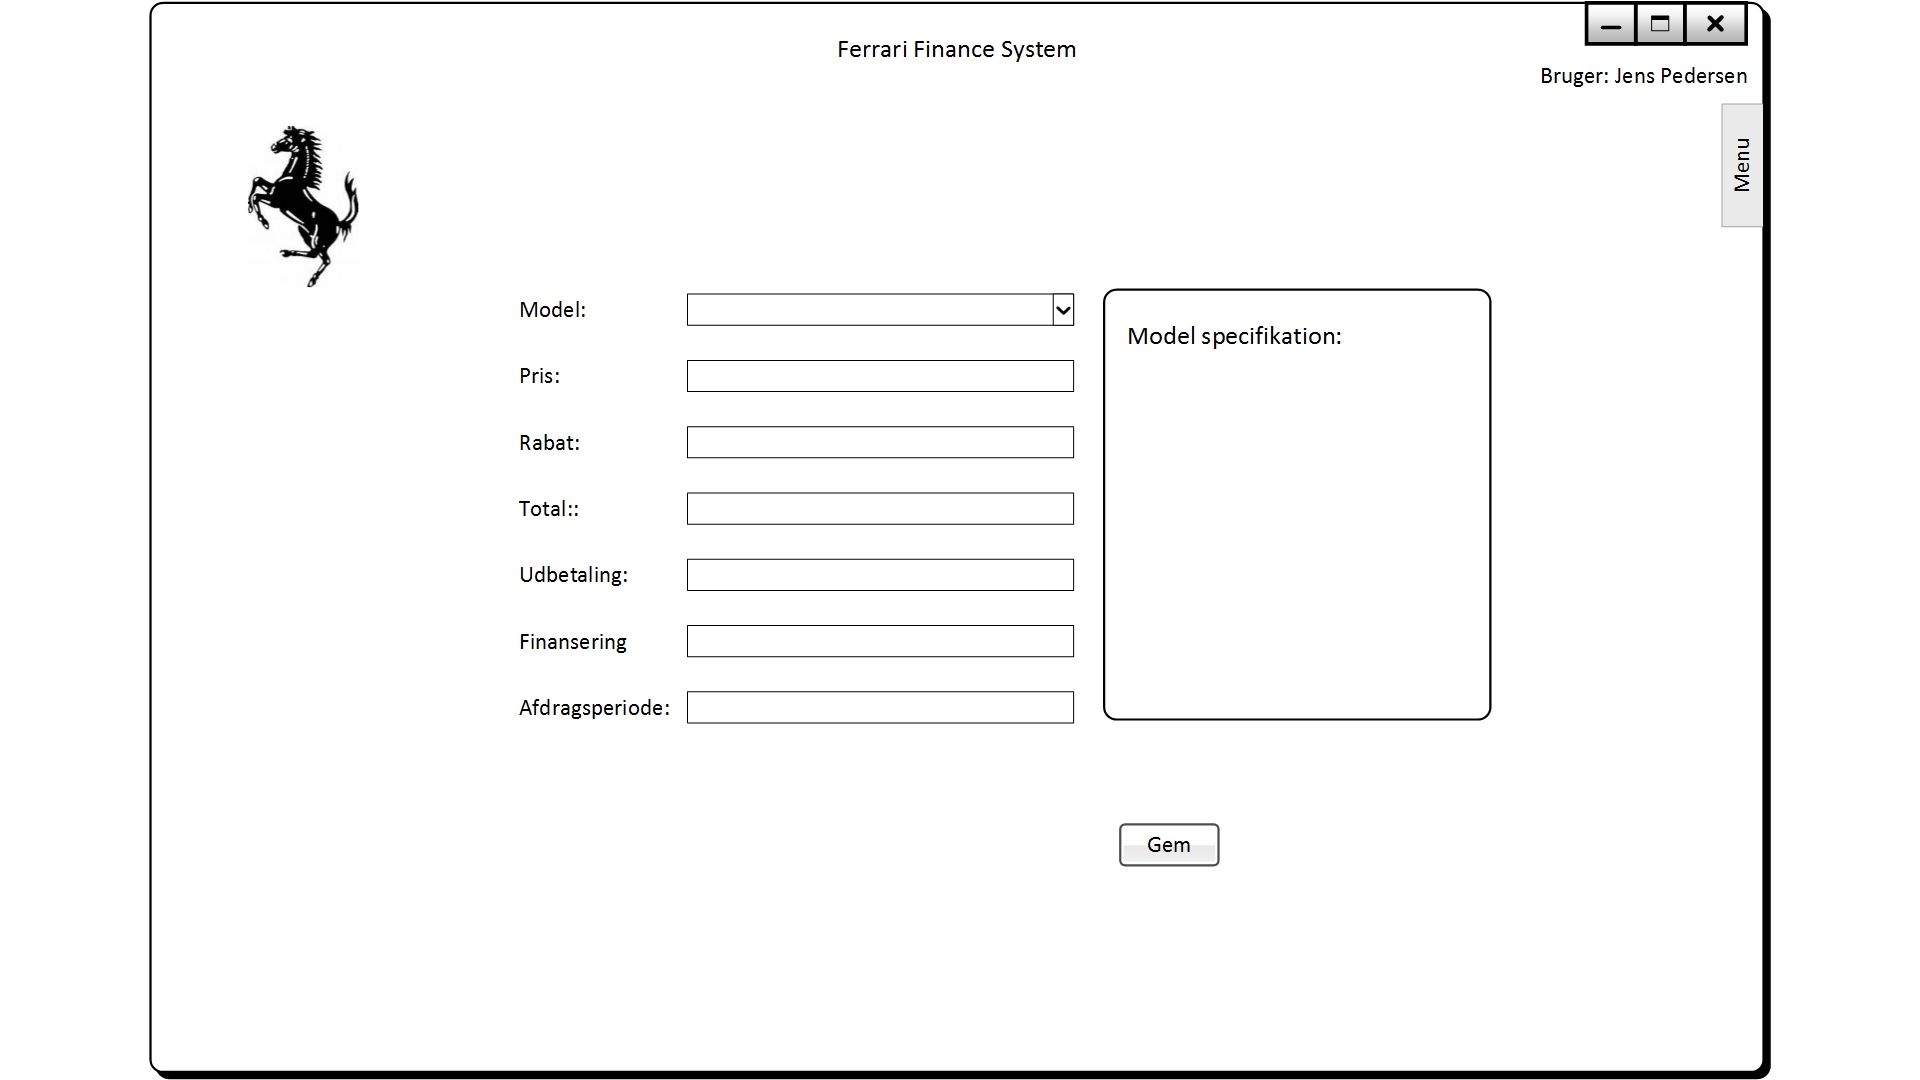 Ferrari Finance System
Bruger: Jens Pedersen
Menu
Model:
Model specifikation:
Pris:
Rabat:
Total::
Udbetaling:
Finansering
Afdragsperiode:
Gem